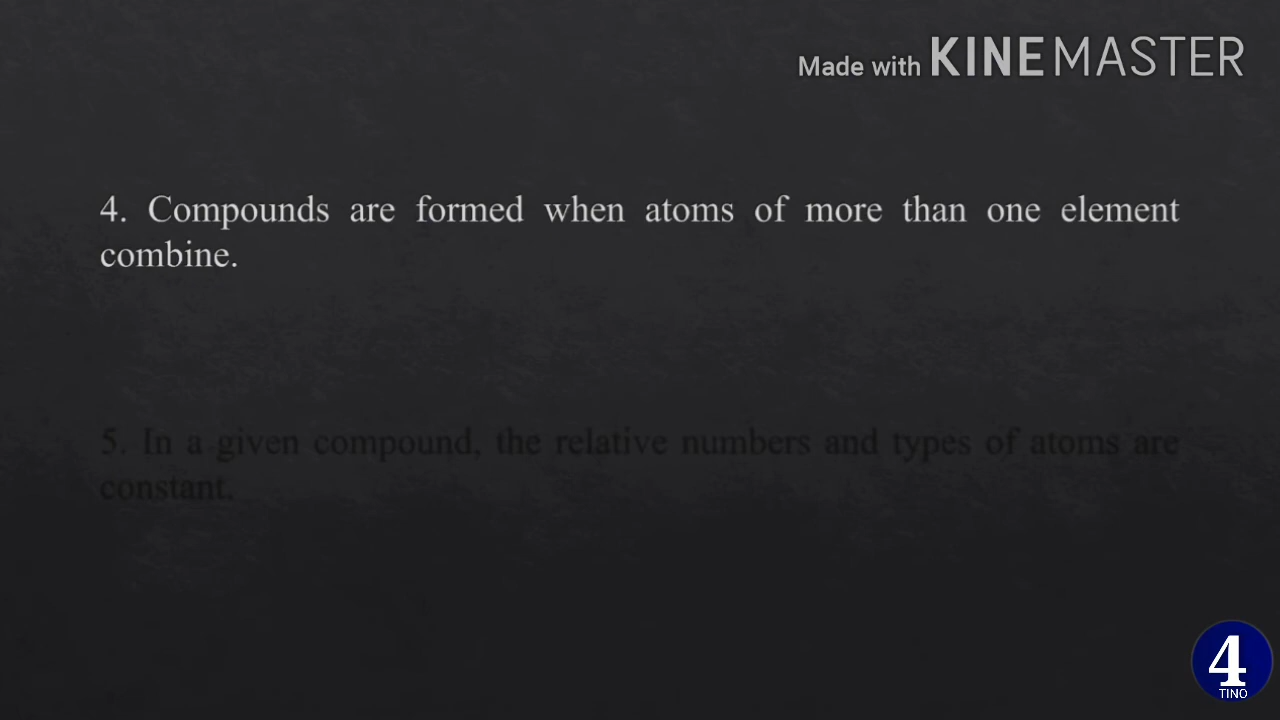 Made with KINEMASTER
4. Compounds are formed when atoms of more than one element
combine.
5. In a given compound, the relative numbers and types of atoms are
constant.
4
TINO